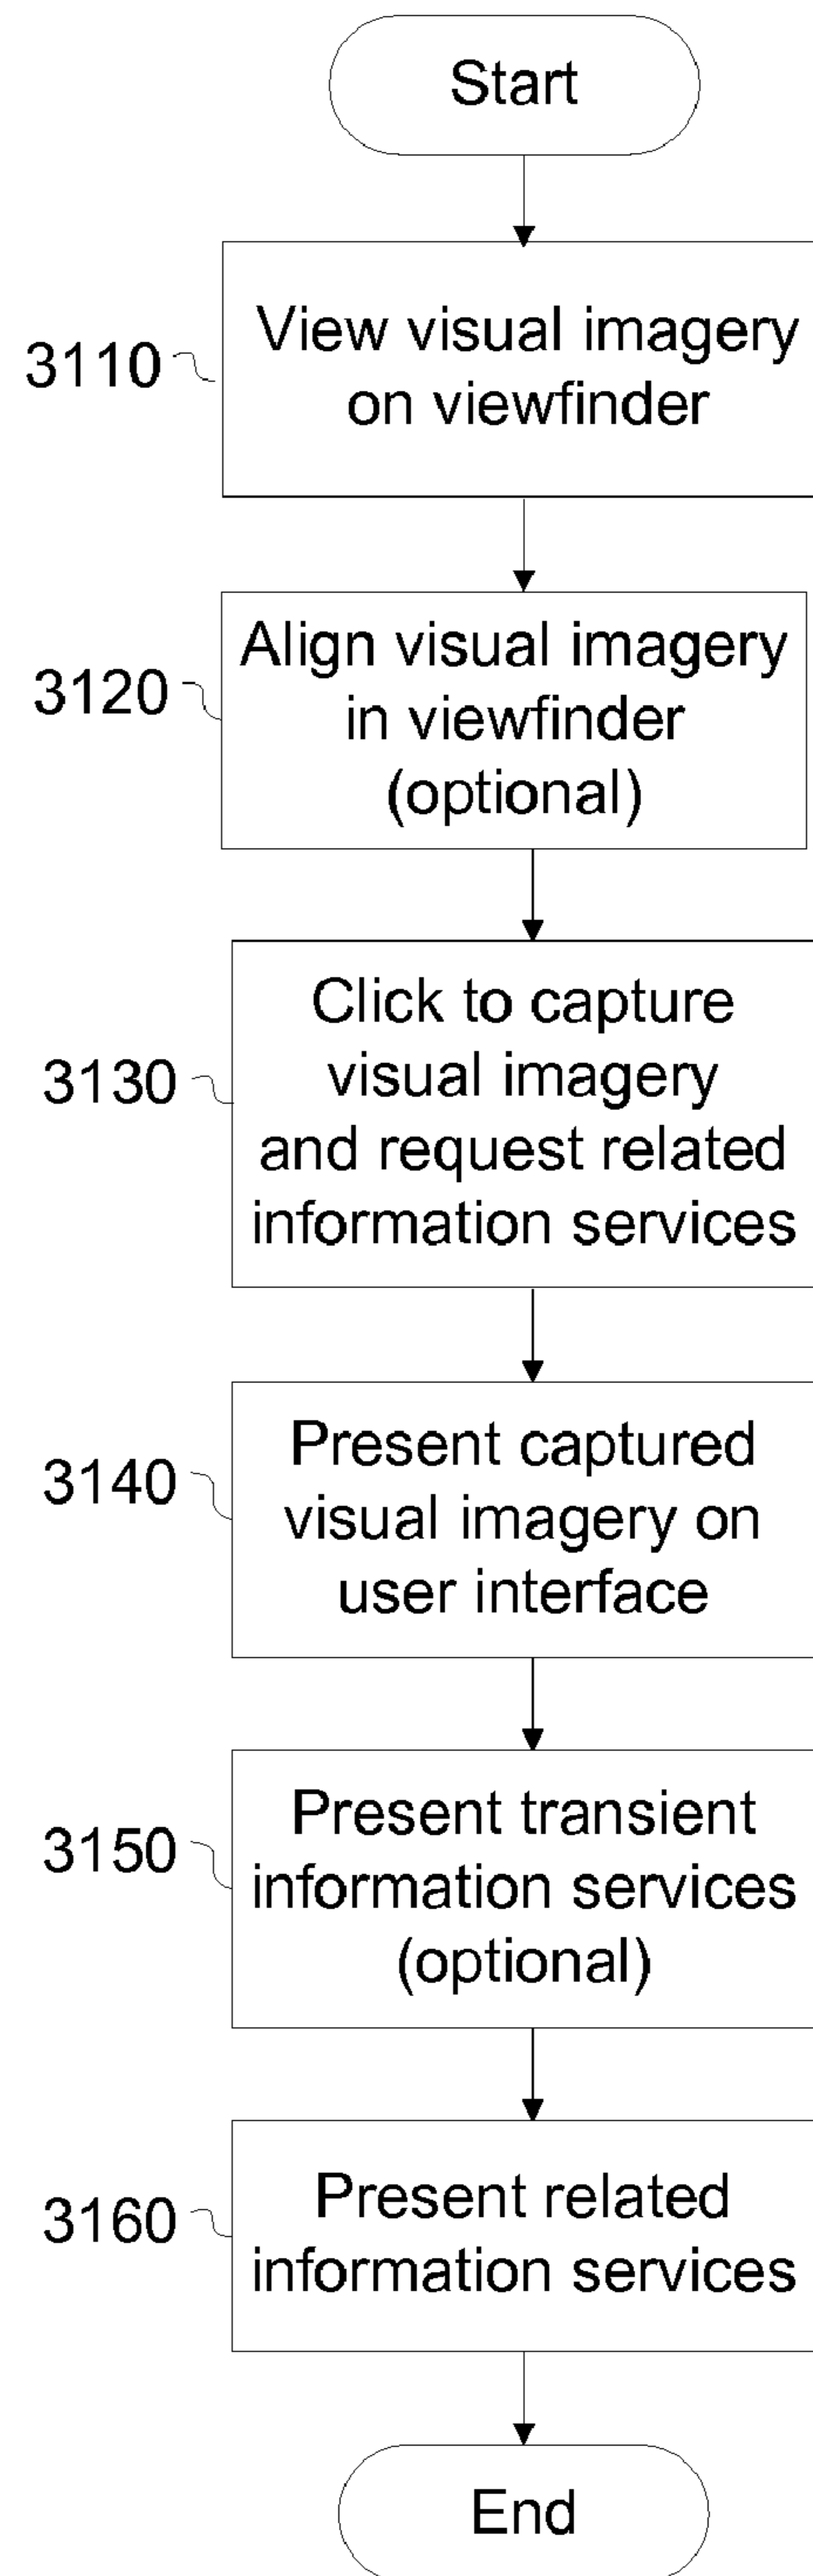 Start
3110
View visual imagery
on viewfinder
3120
Align visual imagery
in viewfinder
(optional)
3130
Click to capture
visual imagery
and request related
information services
3140
Present captured
visual imagery on
user interface
3150
Present transient
information services
(optional)
3160
Present related
information services
End